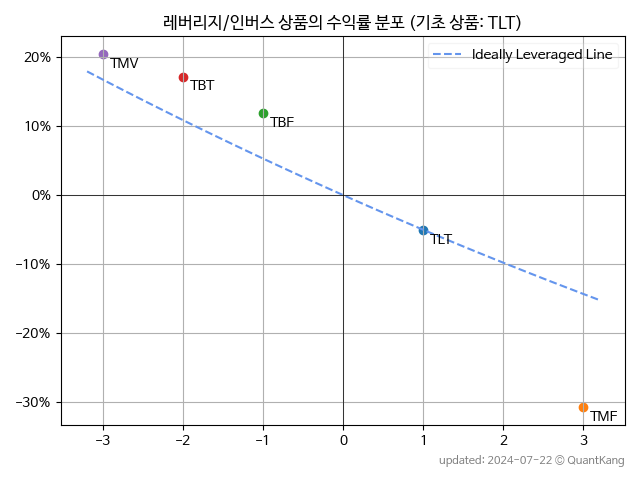 레버리지/인버스 상품의 수익률 분포 (기초 상품: TLT)
Ideally Leveraged Line
20%
10%
0%
-10%
-20%
-30%
TMV
TBT
TBF
TLT
TMF
-3
-2
-1
0
1
2
3
updated: 2024-07-22 © QuantKang